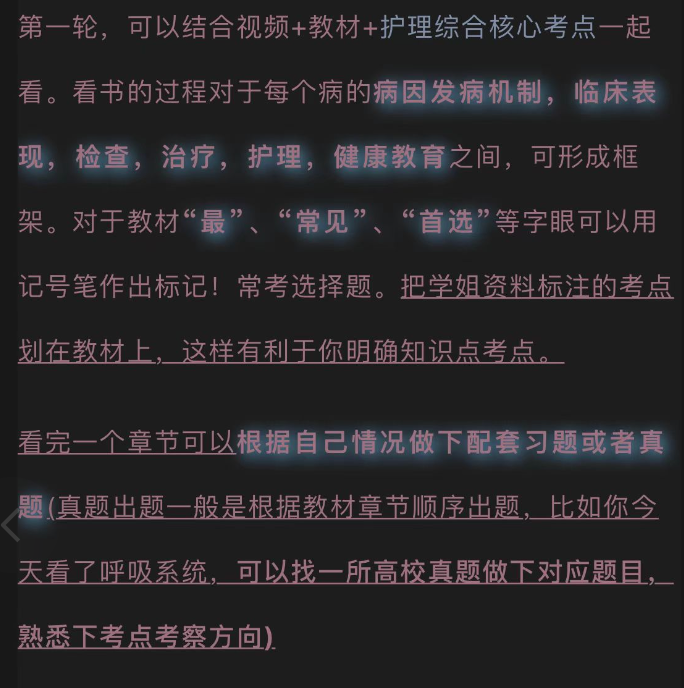 第一轮，可以结合视频+教材+护理综合核心考点一起
看。看书的过程对于每个病的病因发病机制，临床表
现，检查，治疗，护理，健康教育之间，可形成框
架。对于教材“最”、“常见”、“首选”等字眼可以用
记号笔作出标记！常考选择题。把学姐资料标注的考点
划在教材上，这样有利于你明确知识点考点。
看完一个章节可以根据自己情况做下配套习题或者真
题(真题出题一般是根据教材章节顺序出题，比如你今
天看了呼吸系统，可以找一所高校真题做下对应题目，
熟悉下考点考察方向)